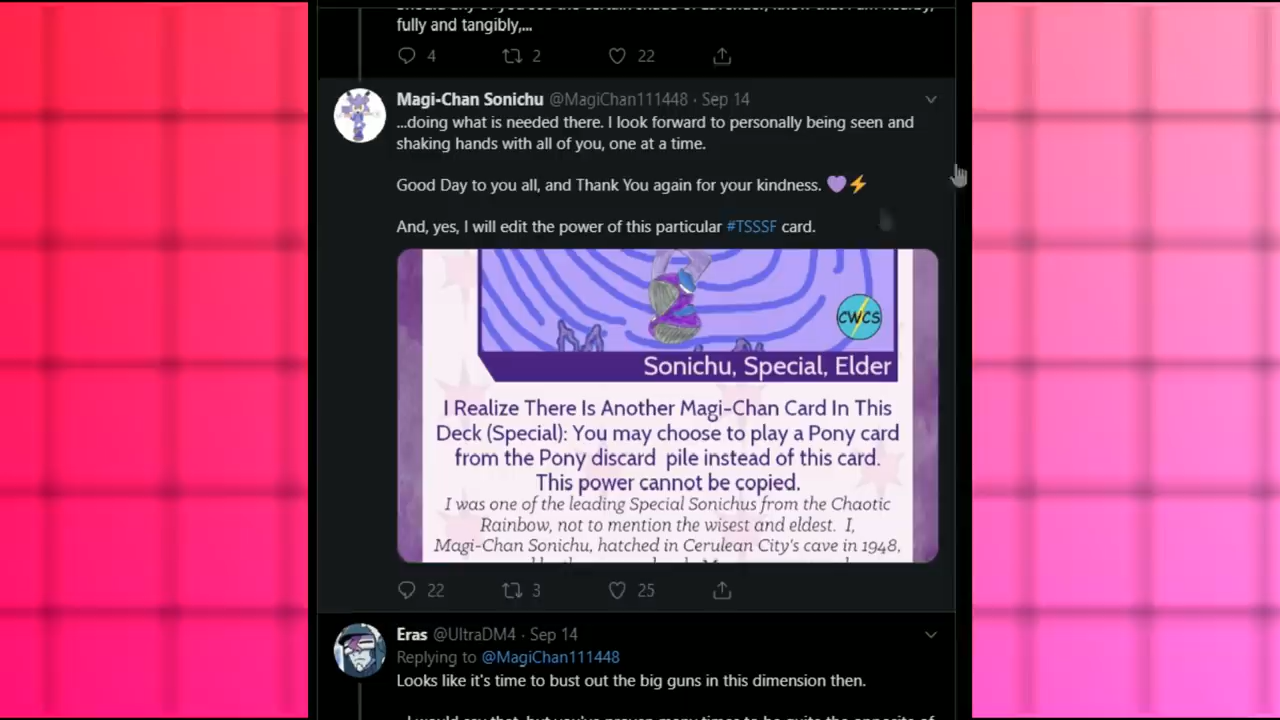 fully and tangibly,...
4 2 22
Magi-Chan Sonichu @MagiChan111448 · Sep 14
...doing what is needed there. I look forward to personally being seen and
shaking hands with all of you, one at a time.
Good Day to you all, and Thank You again for your kindness. 💜⚡
And, yes, I will edit the power of this particular #TSSSF card.
CWCS
Sonichu, Special, Elder
I Realize There Is Another Magi-Chan Card In This
Deck (Special): You may choose to play a Pony card
from the Pony discard pile instead of this card.
This power cannot be copied.
I was one of the leading Special Sonichus from the Chaotic
Rainbow, not to mention the wisest and eldest. I,
Magi-Chan Sonichu, hatched in Cerulean City's cave in 1948,
22 3 25
Eras @UltraDM4 · Sep 14
Replying to @MagiChan111448
Looks like it's time to bust out the big guns in this dimension then.